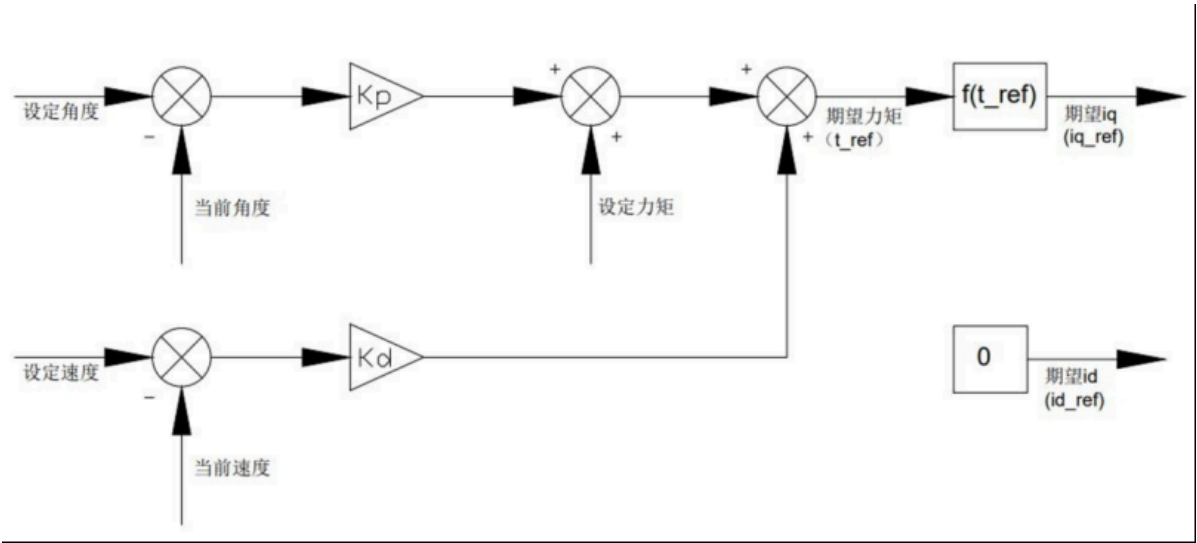 设定角度
−
当前角度
Kp
+
+
设定力矩
+
+
期望力矩
（t_ref）
f(t_ref)
期望iq
(iq_ref)
设定速度
−
当前速度
Kd
0
期望id
(id_ref)